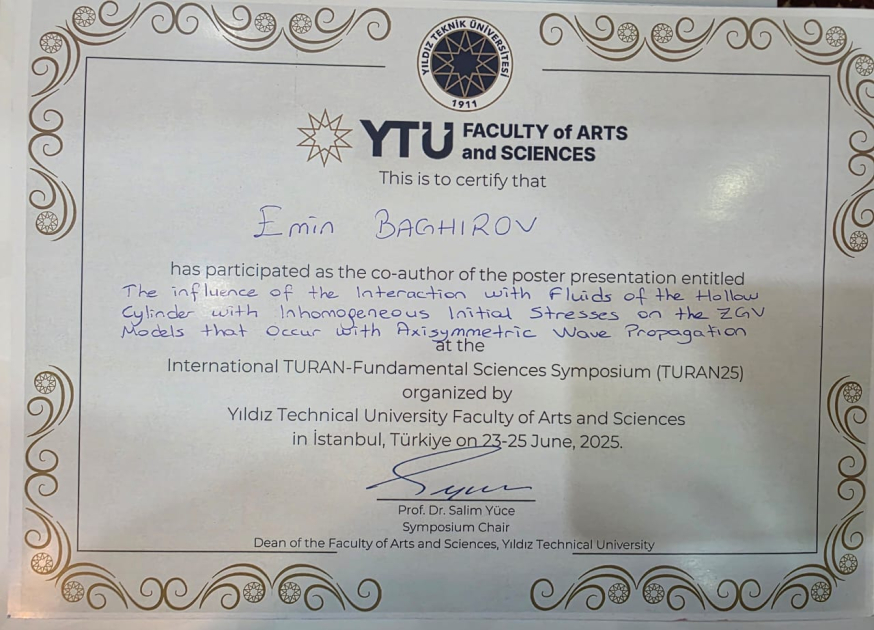 YILDIZ TEKNİK ÜNİVERSİTESİ
1911
YTÜ FACULTY of ARTS
and SCIENCES
This is to certify that
Emin BAGHIROV
has participated as the co-author of the poster presentation entitled
The influence of the Interaction with Fluids of the Hollow
Cylinder with Inhomogeneous Initial Stresses on the ZGV
Models that Occur with Axisymmetric Wave Propagation
at the
International TURAN-Fundamental Sciences Symposium (TURAN25)
organized by
Yıldız Technical University Faculty of Arts and Sciences
in İstanbul, Türkiye on 23-25 June, 2025.
Prof. Dr. Salim Yüce
Symposium Chair
Dean of the Faculty of Arts and Sciences, Yıldız Technical University